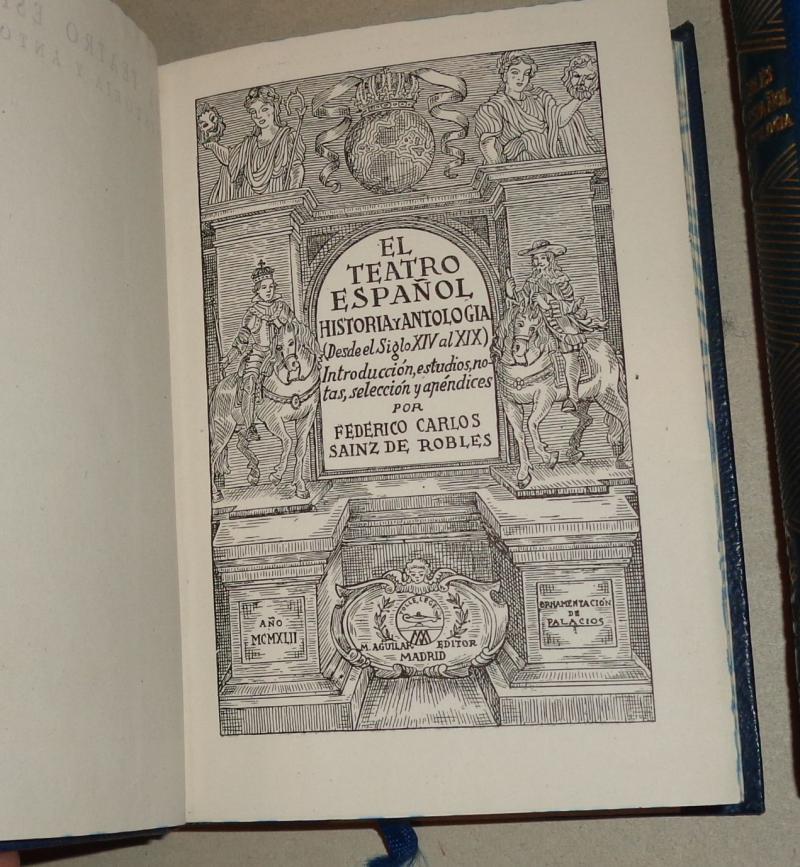 EL
TEATRO
ESPAÑOL
HISTORIA Y ANTOLOGIA
(Desde el Siglo XIV al XIX)
Introducción, estudios, no-
tas, selección y apéndices
POR
FEDERICO CARLOS
SAINZ DE ROBLES
AÑO
MCMXLII
M. AGUILAR EDITOR
MADRID
ORNAMENTACIÓN
DE
PALACIOS